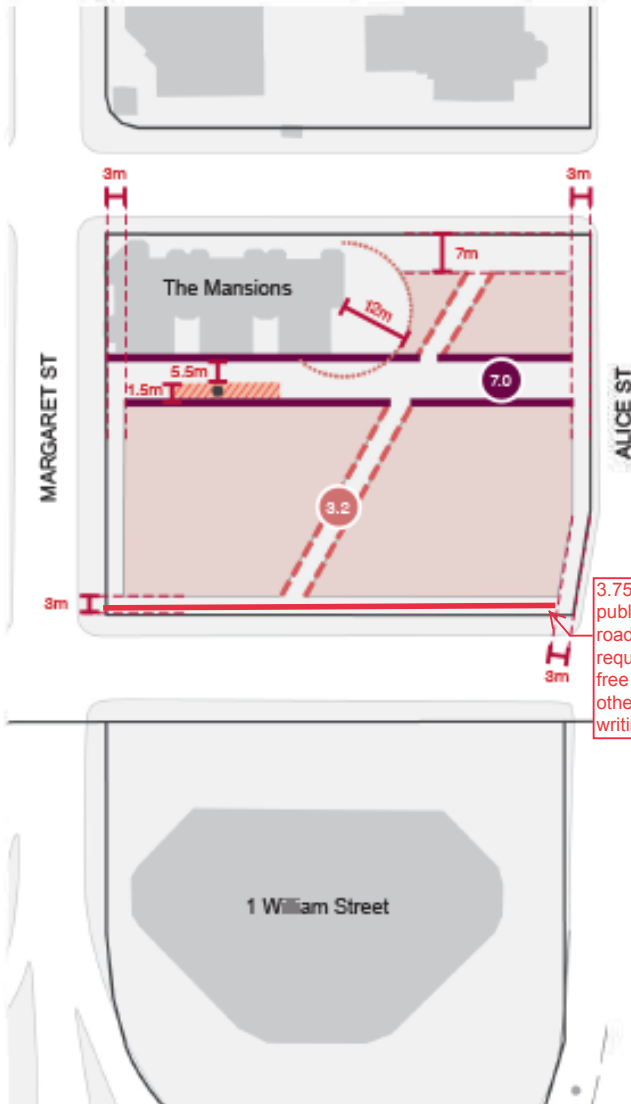 3m
3m
7m
The Mansions
12m
5.5m
7.0
1.5m
MARGARET ST
ALICE ST
3.2
3m
3.75
publ
road
requ
free
othe
writin
3m
1 William Street